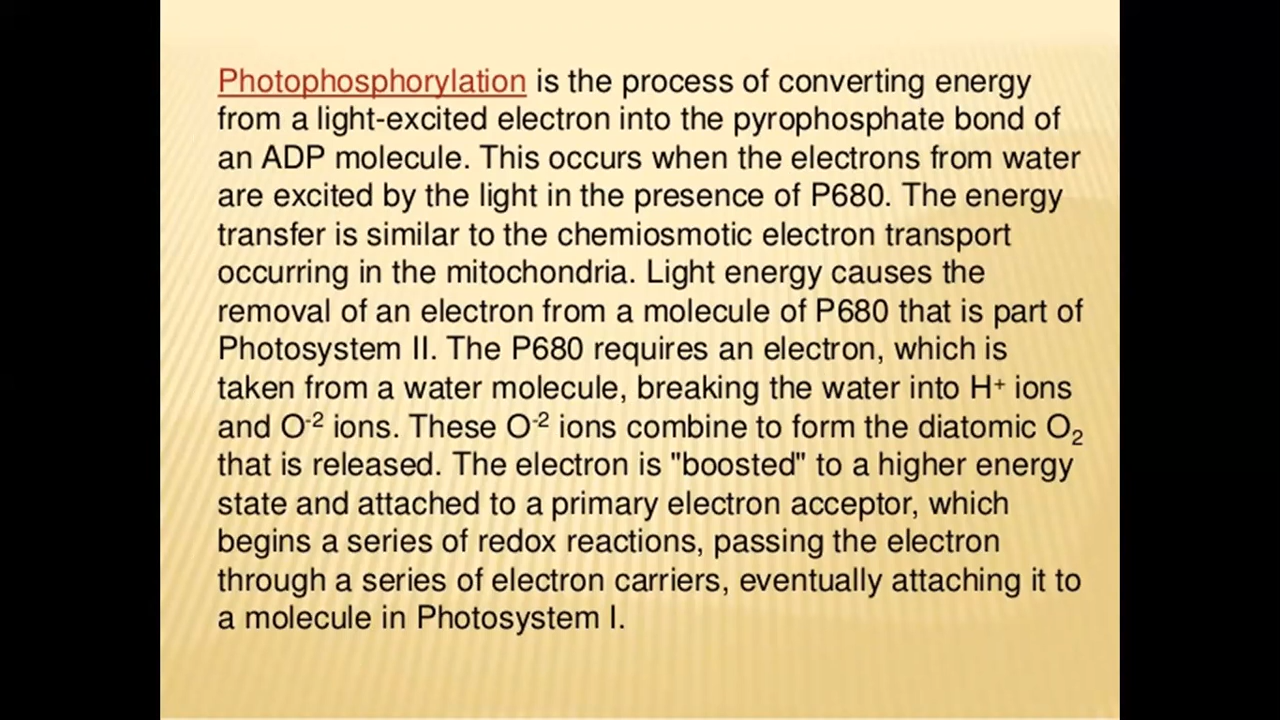 Photophosphorylation is the process of converting energy
from a light-excited electron into the pyrophosphate bond of
an ADP molecule. This occurs when the electrons from water
are excited by the light in the presence of P680. The energy
transfer is similar to the chemiosmotic electron transport
occurring in the mitochondria. Light energy causes the
removal of an electron from a molecule of P680 that is part of
Photosystem II. The P680 requires an electron, which is
taken from a water molecule, breaking the water into H⁺ ions
and O⁻² ions. These O⁻² ions combine to form the diatomic O₂
that is released. The electron is "boosted" to a higher energy
state and attached to a primary electron acceptor, which
begins a series of redox reactions, passing the electron
through a series of electron carriers, eventually attaching it to
a molecule in Photosystem I.